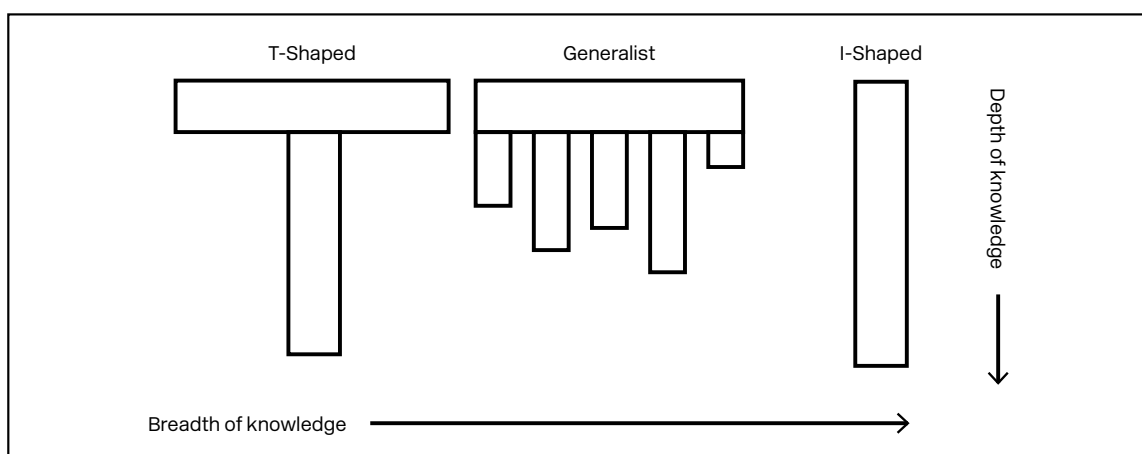 T-Shaped
Generalist
I-Shaped
Depth of knowledge
Breadth of knowledge